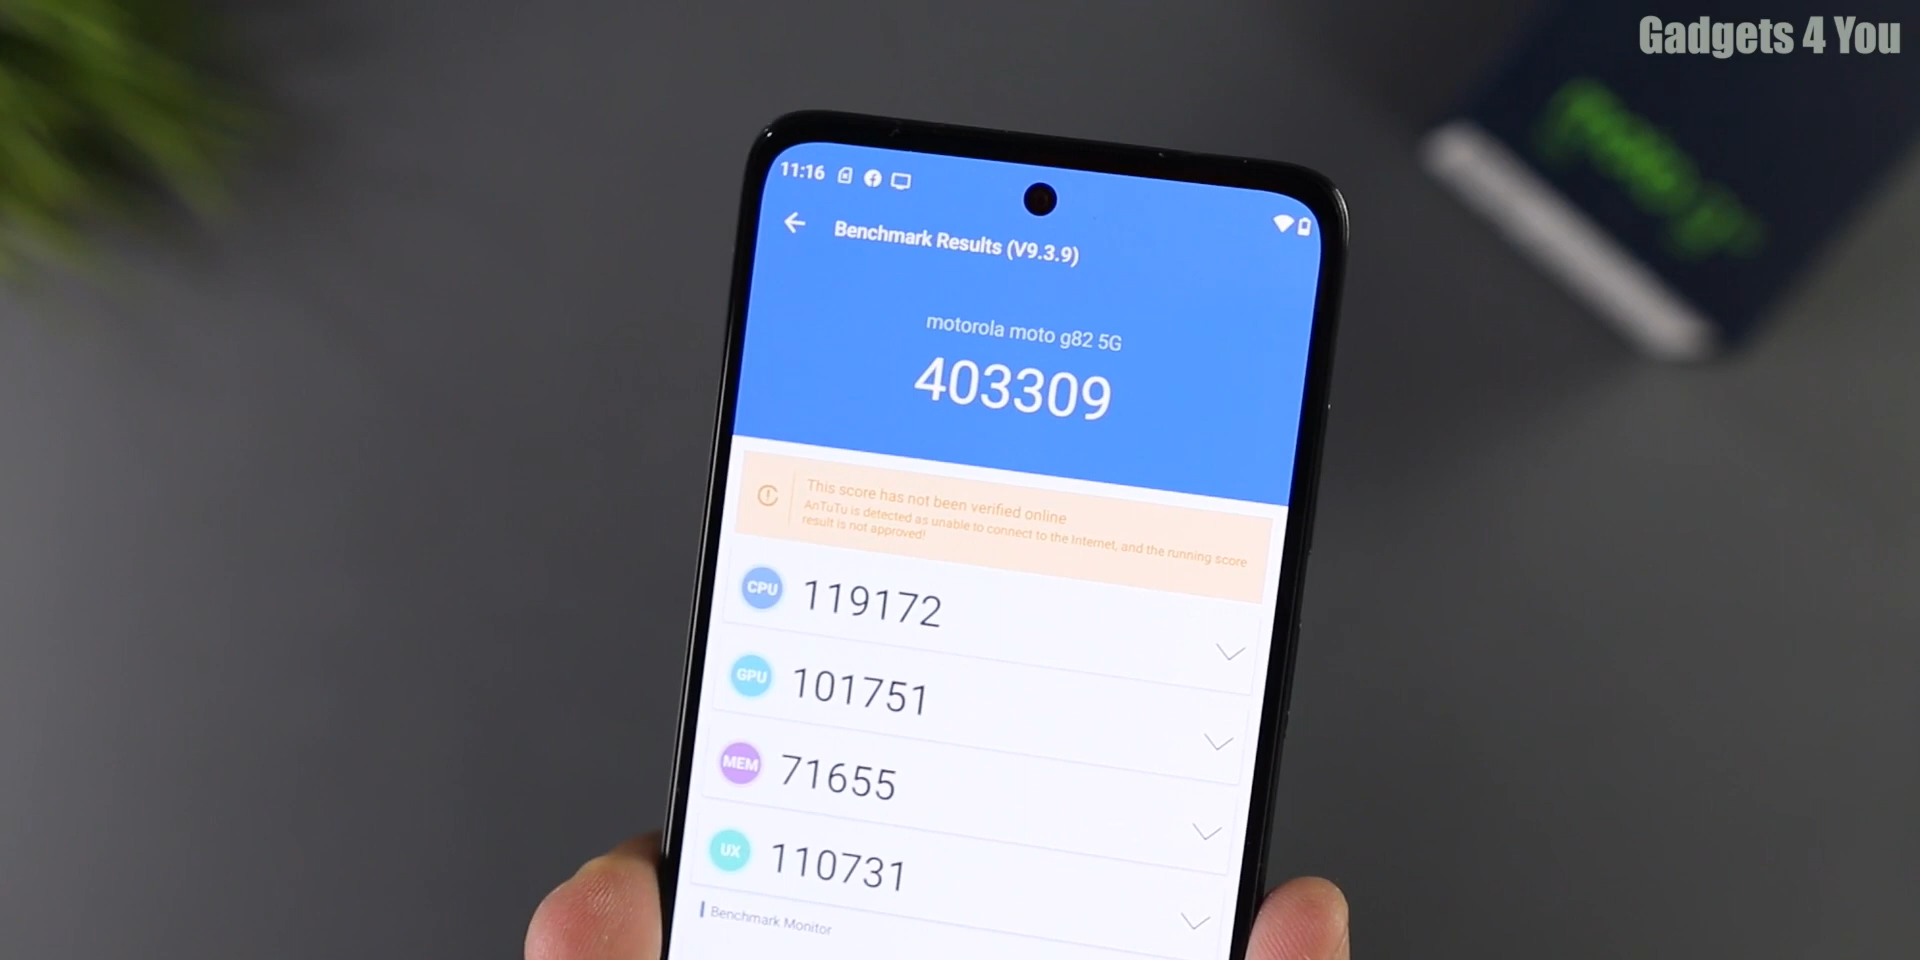 Gadgets 4 You
11:16
Benchmark Results (V9.3.9)
motorola moto g82 5G
403309
This score has not been verified online
AnTuTu is detected as unable to connect to the Internet, and the running score
result is not approved!
CPU 119172
GPU 101751
MEM 71655
UX 110731
Benchmark Monitor